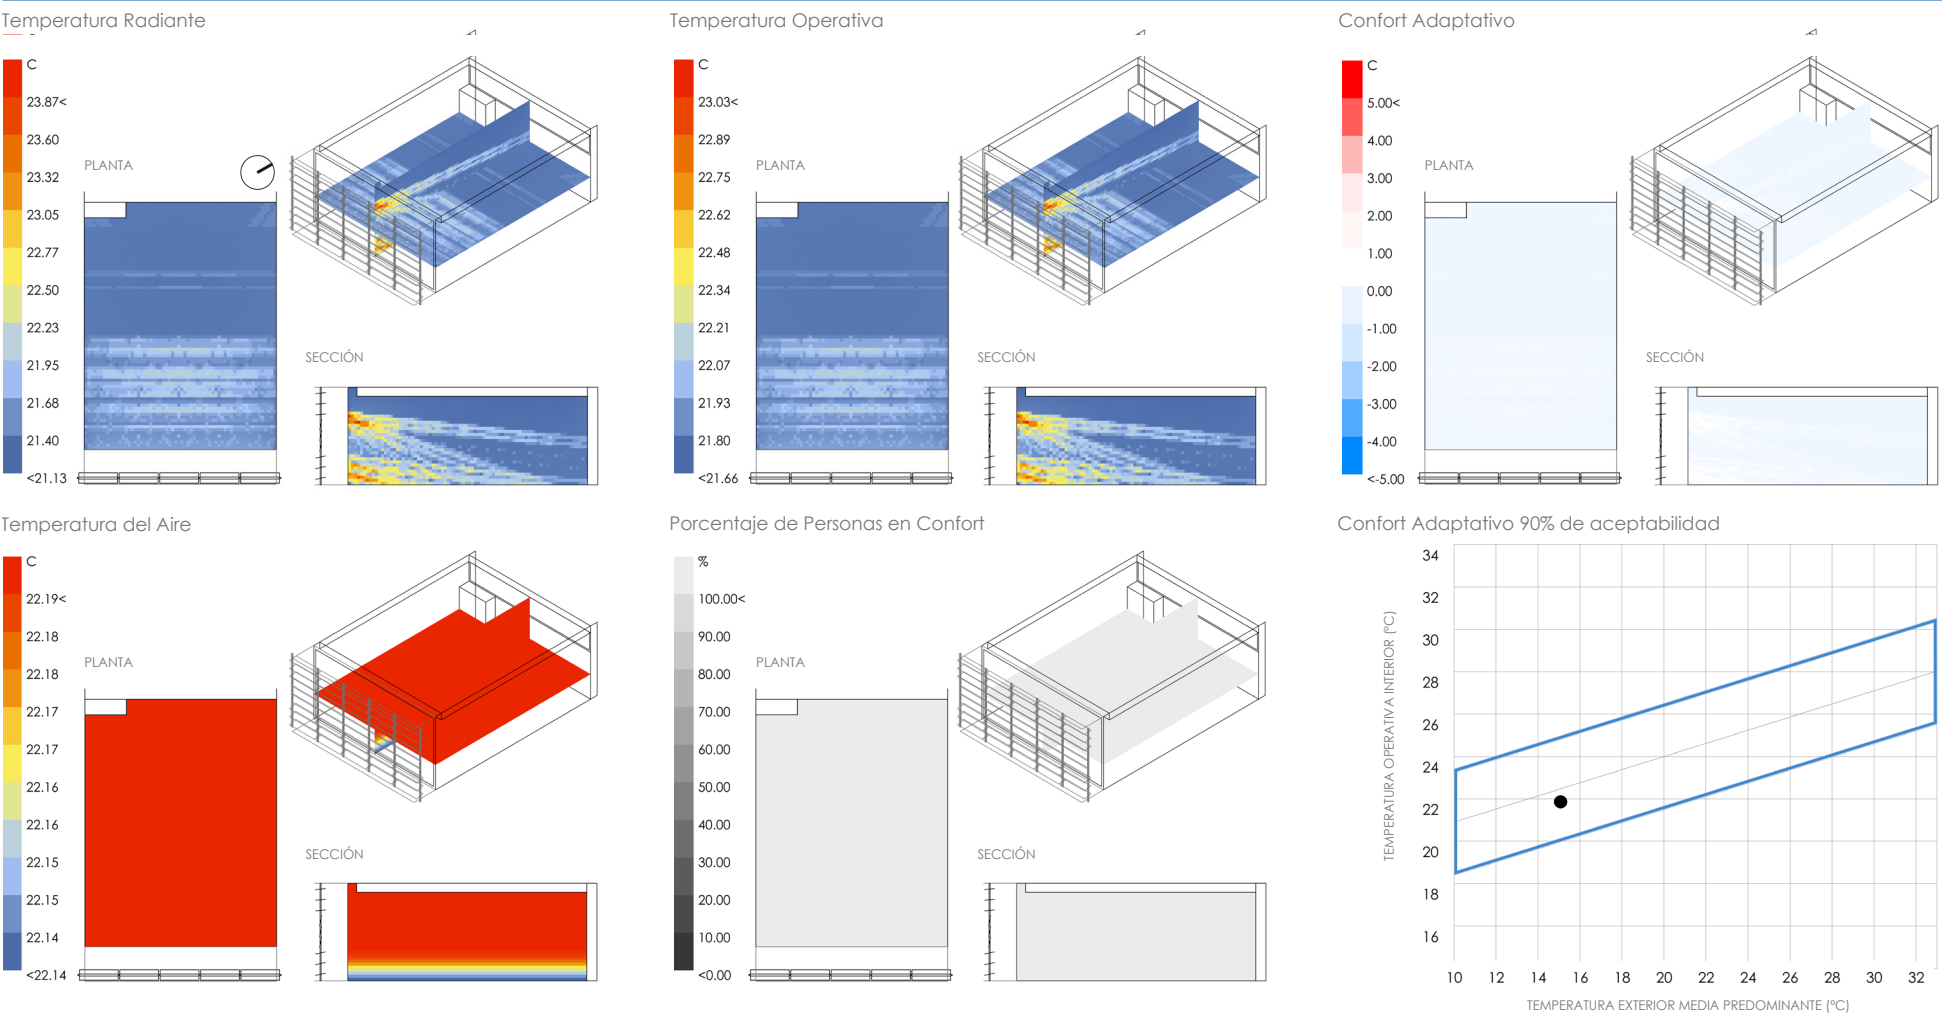 Temperatura Radiante
C
23.87<
23.60
23.32
23.05
22.77
22.50
22.23
21.95
21.68
21.40
<21.13
PLANTA
SECCIÓN
Temperatura Operativa
C
23.03<
22.89
22.75
22.62
22.48
22.34
22.21
22.07
21.93
21.80
<21.66
PLANTA
SECCIÓN
Confort Adaptativo
C
5.00<
4.00
3.00
2.00
1.00
0.00
-1.00
-2.00
-3.00
-4.00
<-5.00
PLANTA
SECCIÓN
Temperatura del Aire
C
22.19<
22.18
22.18
22.17
22.17
22.16
22.16
22.15
22.15
22.14
<22.14
PLANTA
SECCIÓN
Porcentaje de Personas en Confort
%
100.00<
90.00
80.00
70.00
60.00
50.00
40.00
30.00
20.00
10.00
<0.00
PLANTA
SECCIÓN
Confort Adaptativo 90% de aceptabilidad
TEMPERATURA OPERATIVA INTERIOR (ºC)
34
32
30
28
26
24
22
20
18
16
10 12 14 16 18 20 22 24 26 28 30 32
TEMPERATURA EXTERIOR MEDIA PREDOMINANTE (ºC)